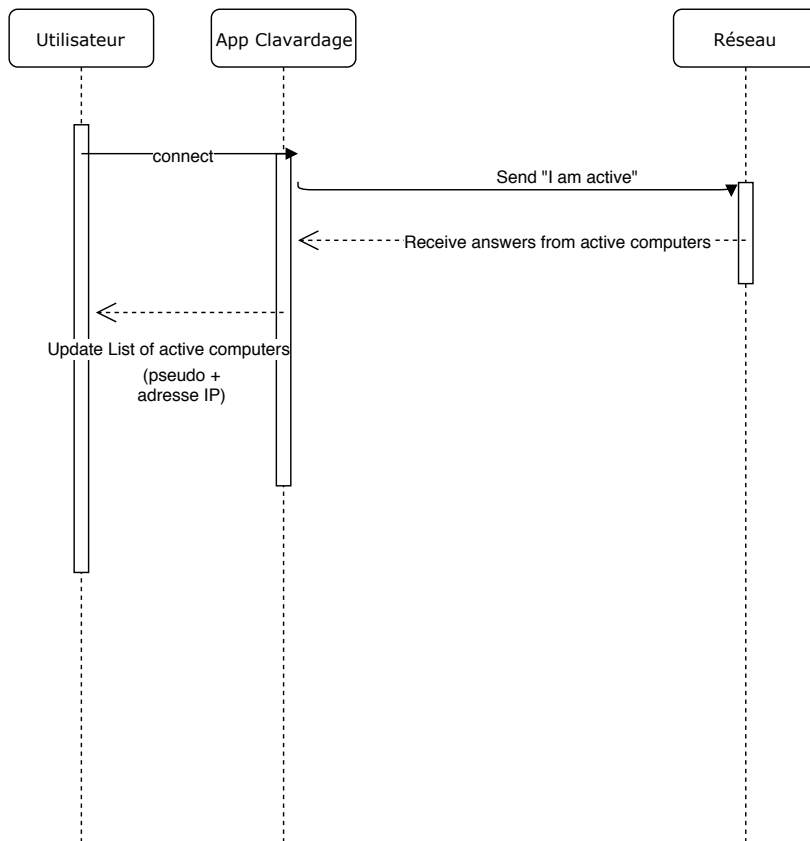 Utilisateur
App Clavardage
Réseau
connect
Send "I am active"
Receive answers from active computers
Update List of active computers
(pseudo +
adresse IP)